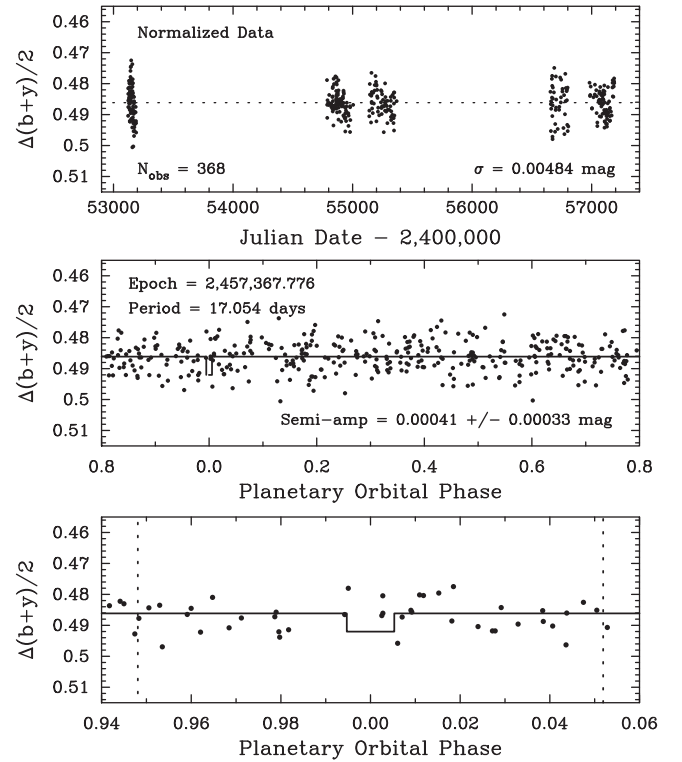 Normalized Data
Δ(b+y)/2
0.46
0.47
0.48
0.49
0.5
0.51
N_obs = 368
σ = 0.00484 mag
53000 54000 55000 56000 57000
Julian Date − 2,400,000
Epoch = 2,457,367.776
Period = 17.054 days
Δ(b+y)/2
0.46
0.47
0.48
0.49
0.5
0.51
Semi-amp = 0.00041 +/− 0.00033 mag
0.8 0.0 0.2 0.4 0.6 0.8
Planetary Orbital Phase
Δ(b+y)/2
0.46
0.47
0.48
0.49
0.5
0.51
0.94 0.96 0.98 0.00 0.02 0.04 0.06
Planetary Orbital Phase